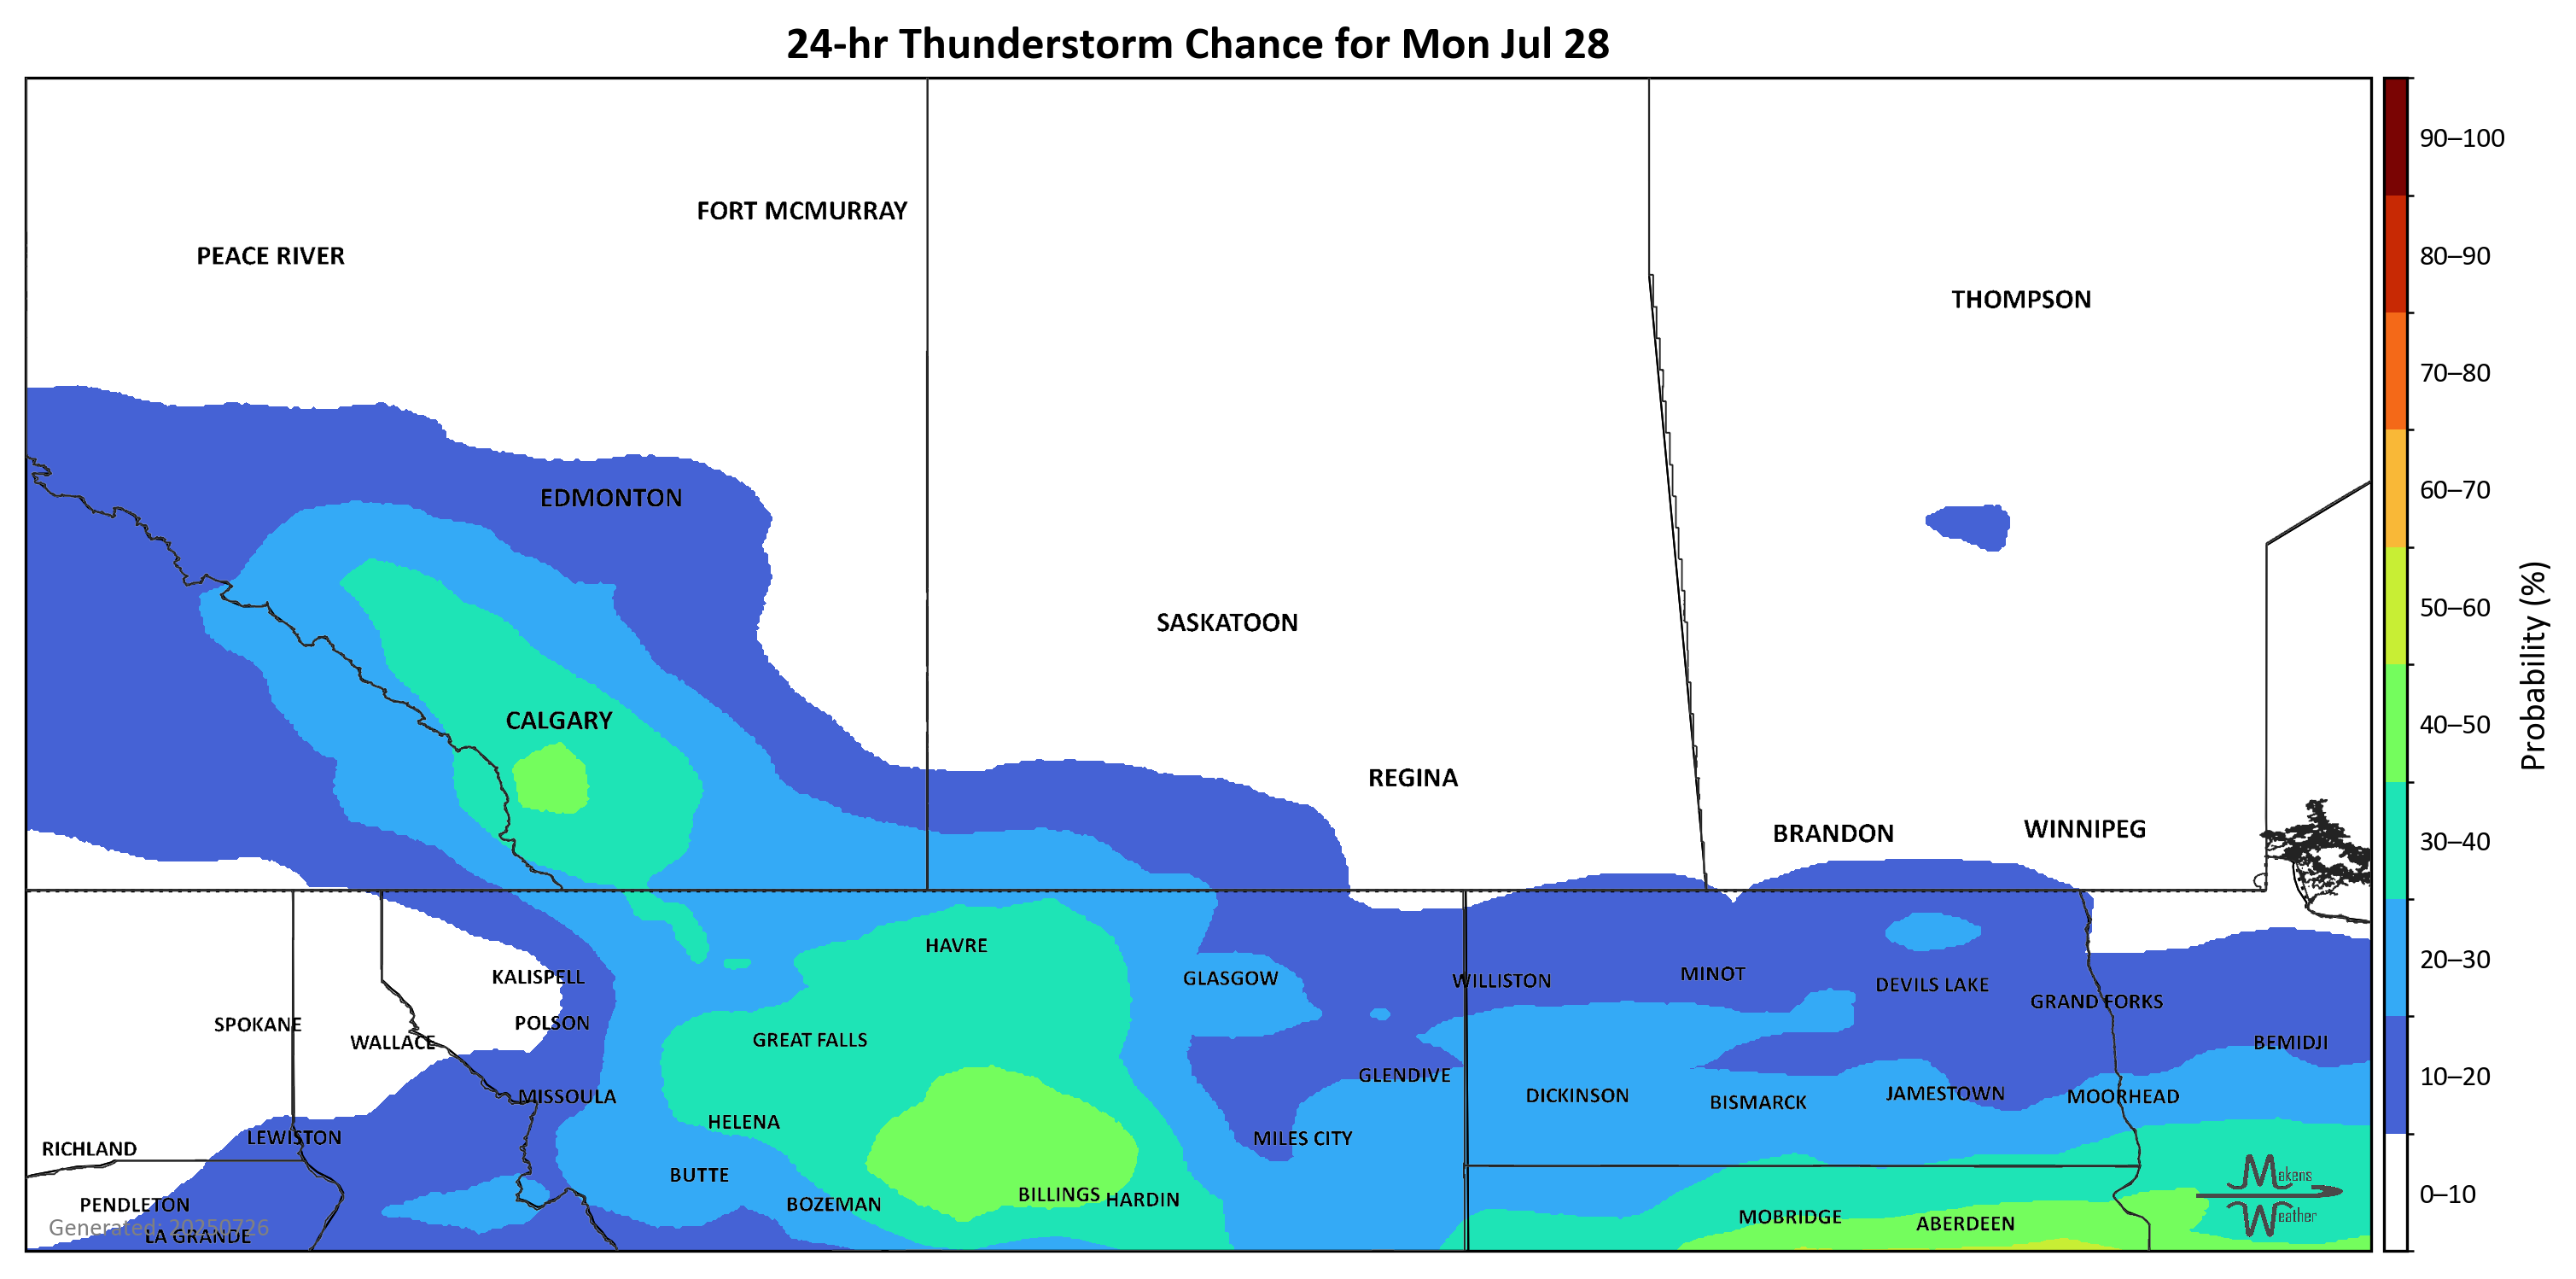 24-hr Thunderstorm Chance for Mon Jul 28
90–100
FORT MCMURRAY
PEACE RIVER
80–90
THOMPSON
70–80
EDMONTON
60–70
SASKATOON
50–60
Probability (%)
CALGARY
40–50
REGINA
BRANDON
WINNIPEG
30–40
HAVRE
KALISPELL
GLASGOW
WILLISTON
MINOT
DEVILS LAKE
20–30
GRAND FORKS
SPOKANE
POLSON
WALLACE
GREAT FALLS
BEMIDJI
GLENDIVE
10–20
MISSOULA
DICKINSON
BISMARCK
JAMESTOWN
MOORHEAD
HELENA
LEWISTON
MILES CITY
RICHLAND
BUTTE
Makens
Weather
BILLINGS
HARDIN
0–10
PENDLETON
BOZEMAN
MOBRIDGE
ABERDEEN
Generated: 20250726
LA GRANDE